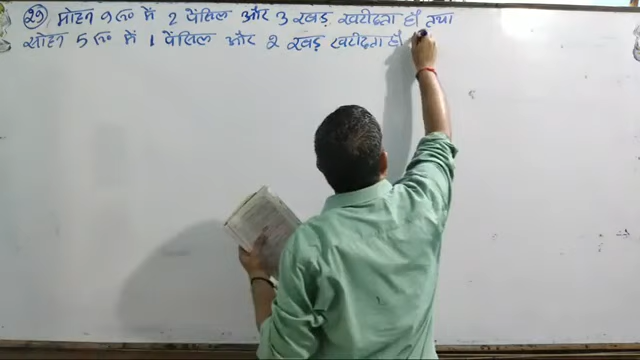 (29) मोहन 9 रु० में 2 पेंसिल और 3 रबड़ खरीदता है तथा
सोहन 5 रु० में 1 पेंसिल और 2 रबड़ खरीदता है